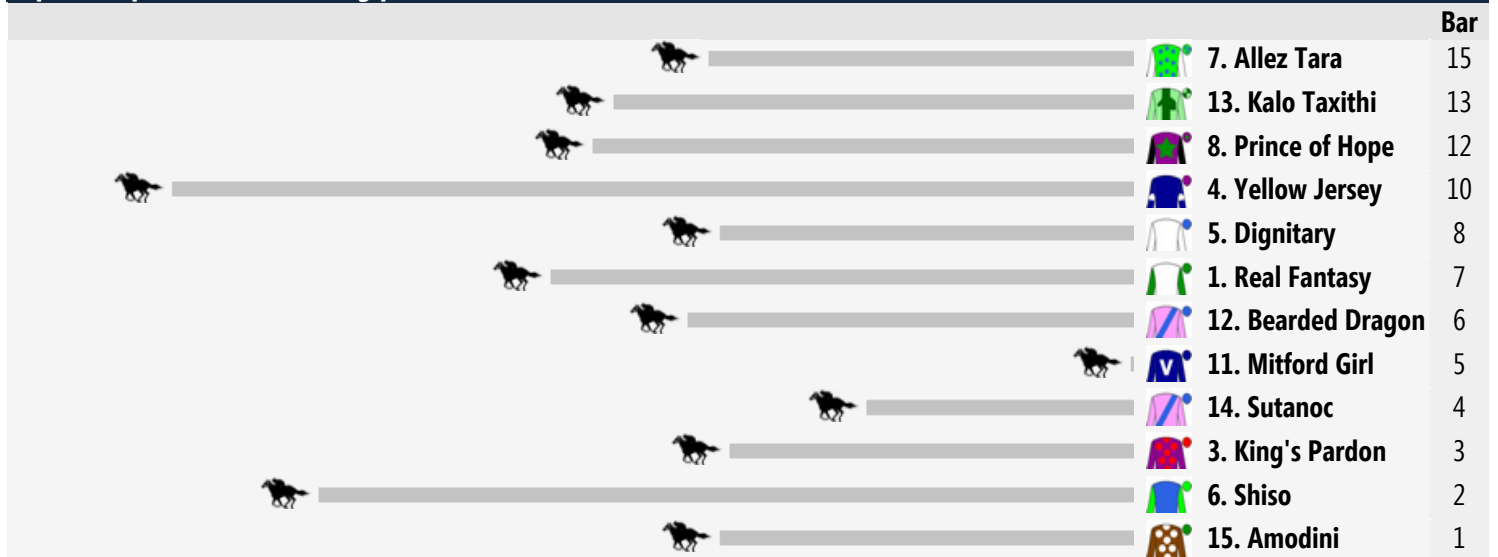 Bar
7. Allez Tara 15
13. Kalo Taxithi 13
8. Prince of Hope 12
4. Yellow Jersey 10
5. Dignitary 8
1. Real Fantasy 7
12. Bearded Dragon 6
V 11. Mitford Girl 5
14. Sutanoc 4
3. King's Pardon 3
6. Shiso 2
15. Amodini 1